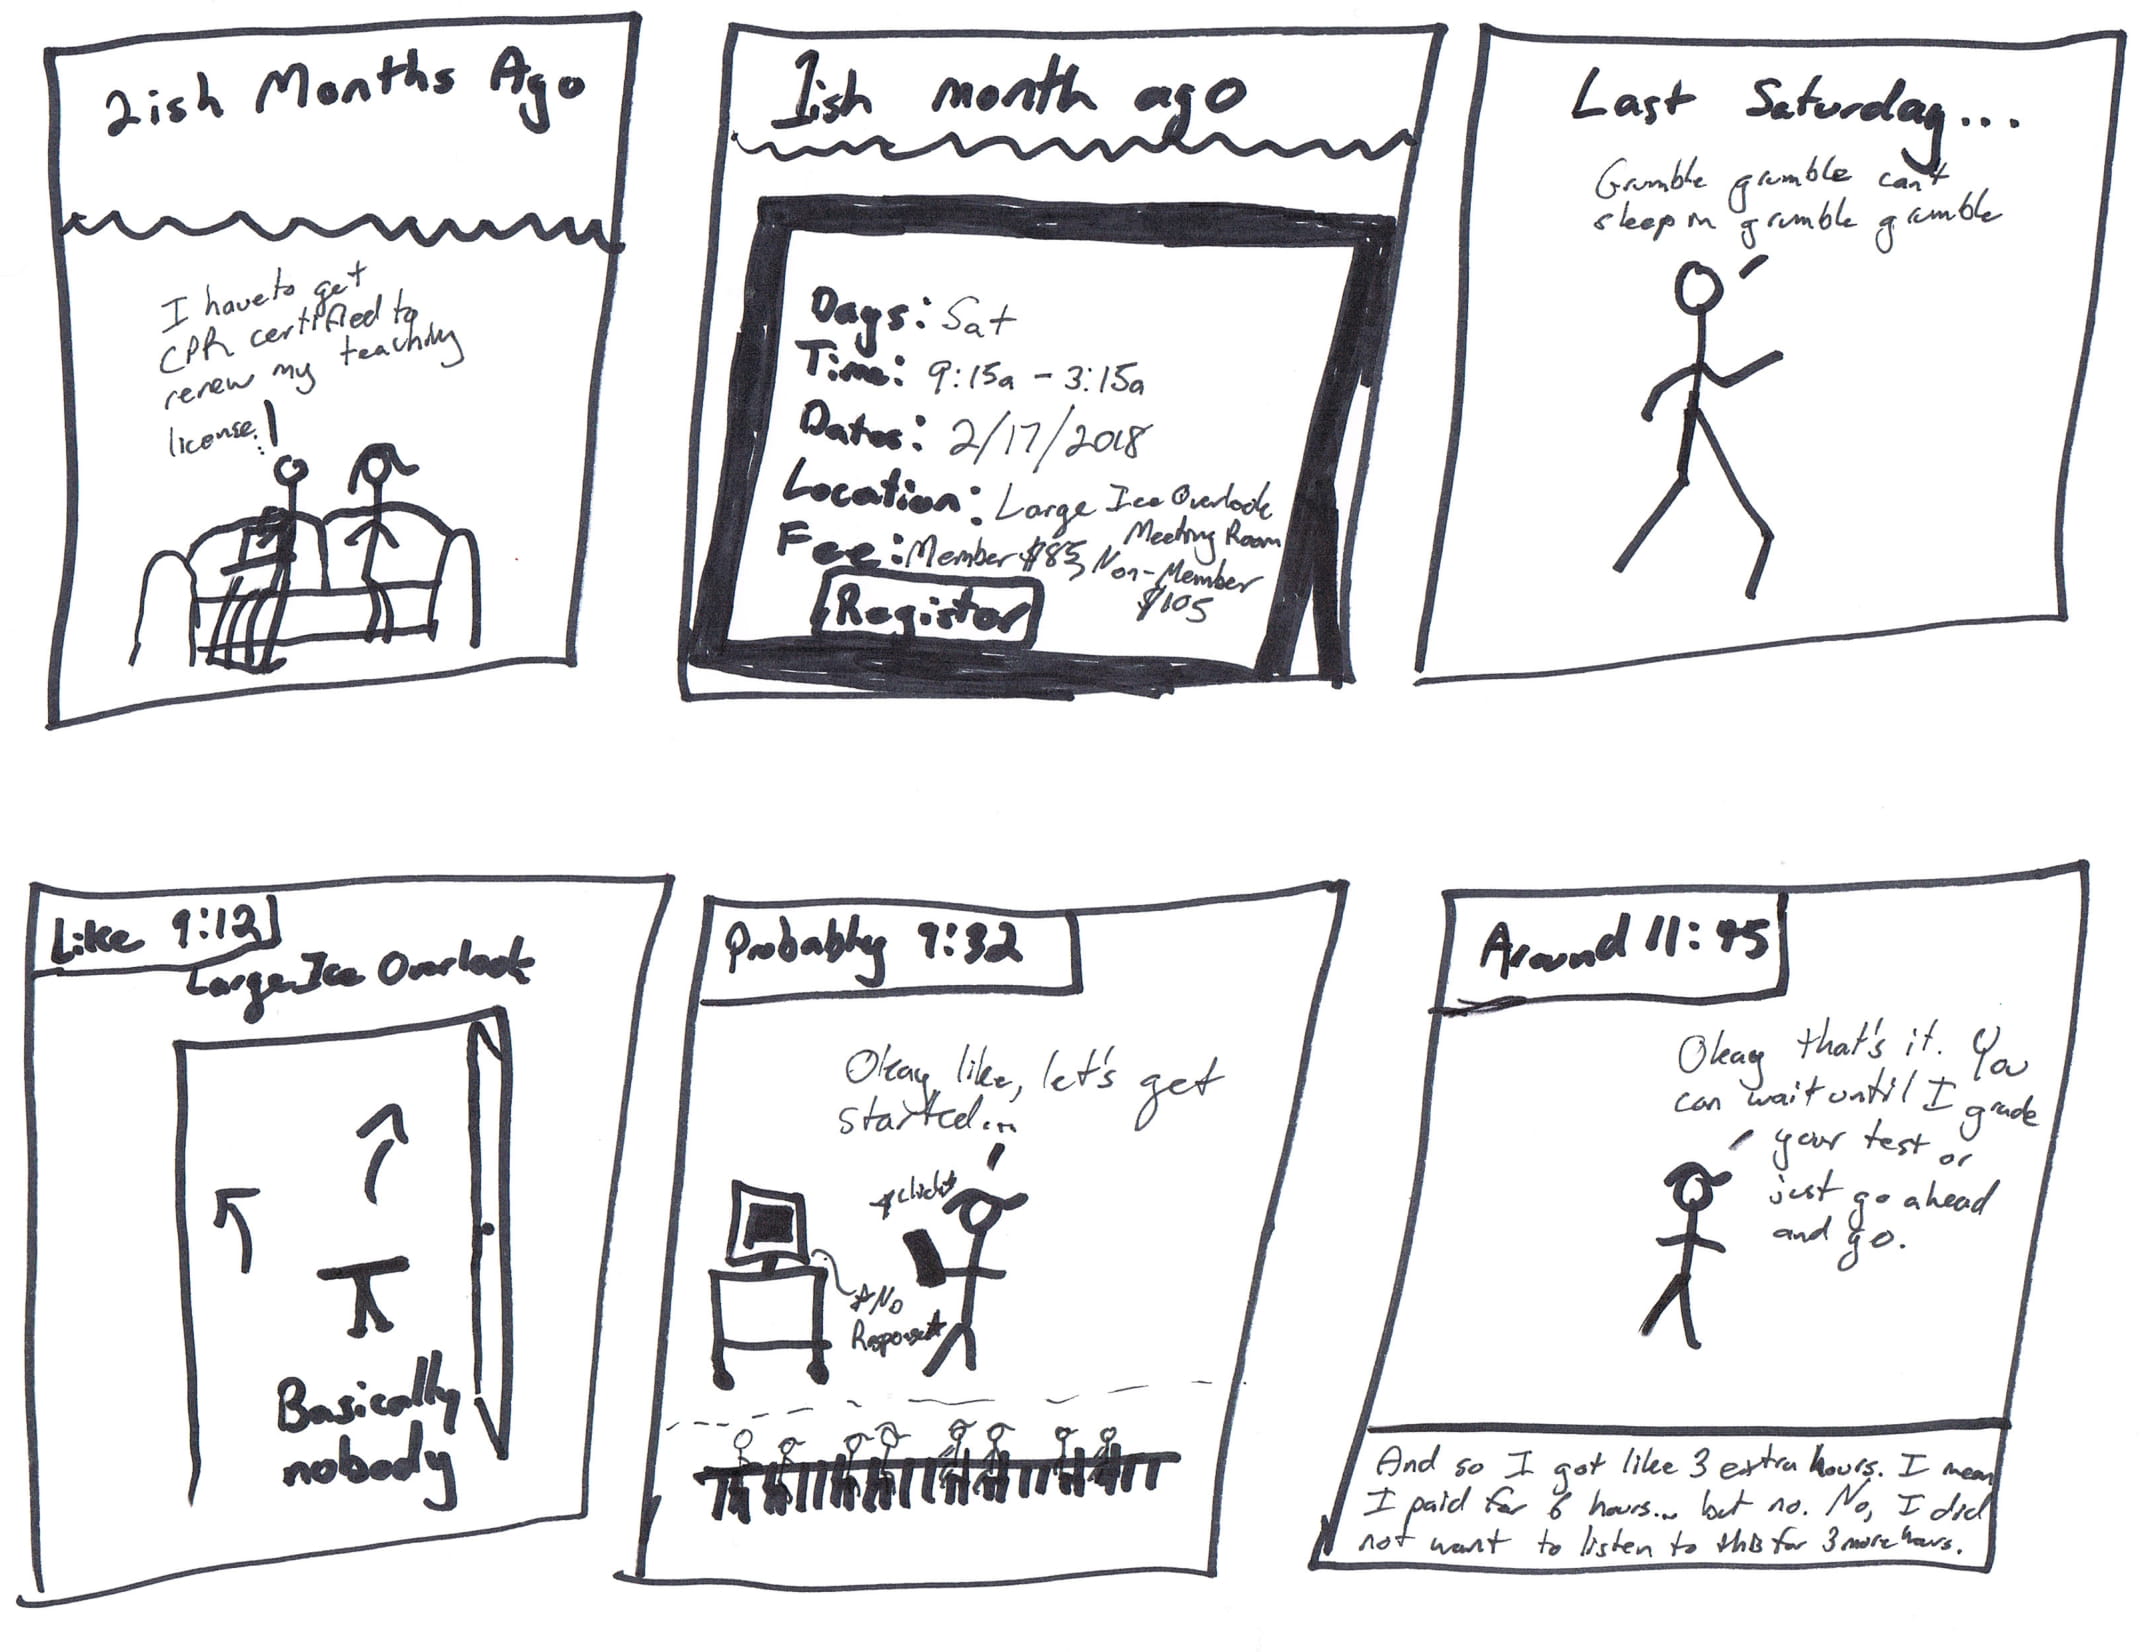 2ish Months Ago
I have to get
CPR certified to
renew my teaching
license.
1ish month ago
Days: Sat
Time: 9:15a - 3:15a
Dates: 2/17/2018
Location: Large Ice Overlook
Meeting Room
Fee: Member $85 Non-Member
$105
Register
Last Saturday...
Grumble grumble can't
sleep in grumble grumble
Like 9:12
Large Ice Overlook
Basically
nobody
Probably 9:32
Okay like, let's get
started...
*click*
*No
Response*
Around 11:45
Okay that's it. You
can wait until I grade
your test or
just go ahead
and go.
And so I got like 3 extra hours. I mean
I paid for 6 hours... but no. No, I did
not want to listen to this for 3 more hours.